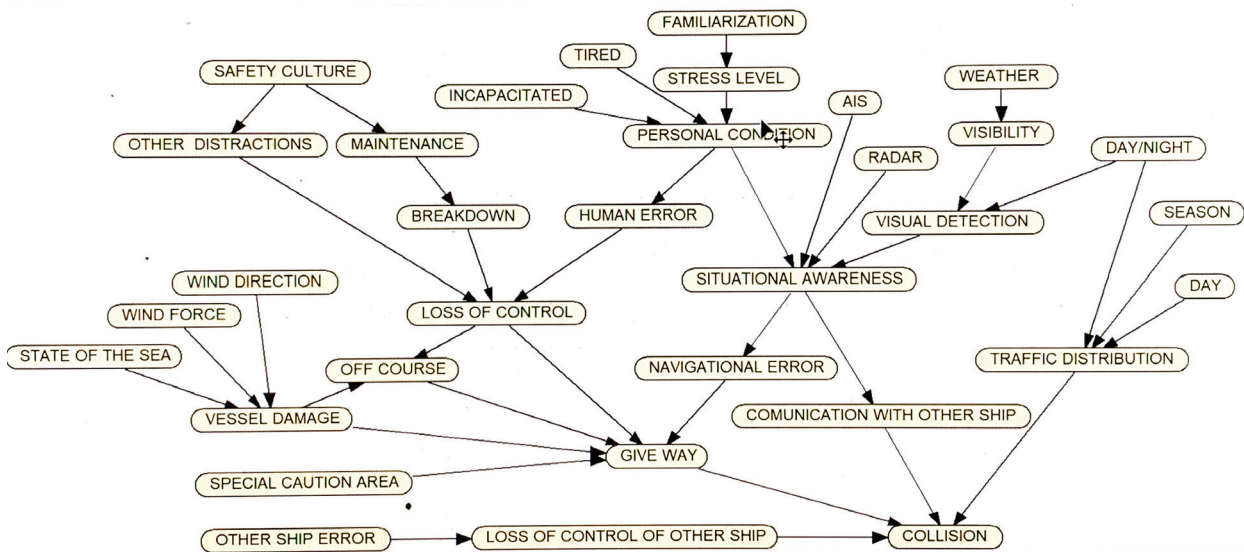 FAMILIARIZATION
TIRED
SAFETY CULTURE
STRESS LEVEL
WEATHER
INCAPACITATED
AIS
OTHER DISTRACTIONS
MAINTENANCE
PERSONAL CONDITION
VISIBILITY
RADAR
DAY/NIGHT
BREAKDOWN
HUMAN ERROR
VISUAL DETECTION
SEASON
WIND DIRECTION
SITUATIONAL AWARENESS
DAY
WIND FORCE
LOSS OF CONTROL
STATE OF THE SEA
OFF COURSE
NAVIGATIONAL ERROR
TRAFFIC DISTRIBUTION
VESSEL DAMAGE
COMUNICATION WITH OTHER SHIP
GIVE WAY
SPECIAL CAUTION AREA
OTHER SHIP ERROR
LOSS OF CONTROL OF OTHER SHIP
COLLISION